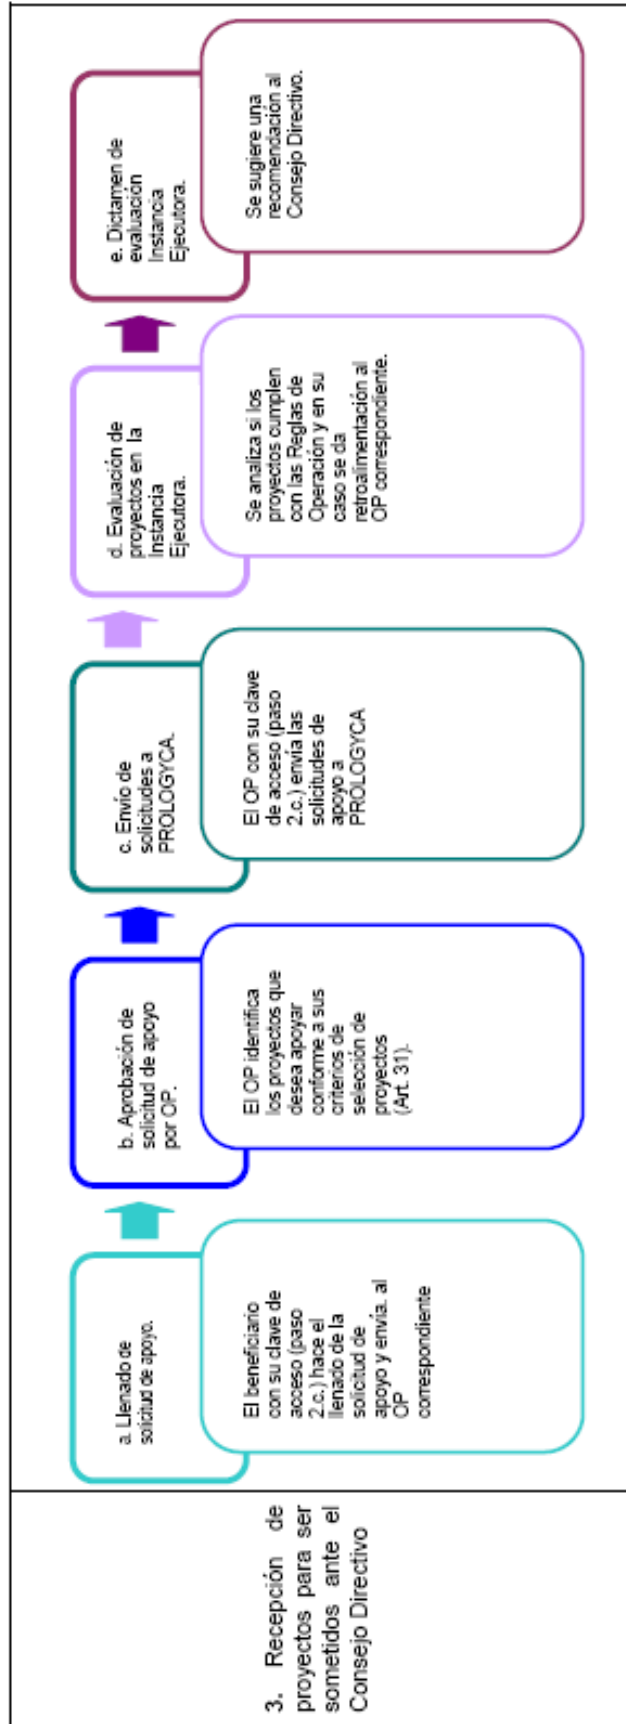 3. Recepción de
proyectos para ser
sometidos ante el
Consejo Directivo
a. Llenado de
solicitud de apoyo.
El beneficiario
con su clave de
acceso (paso
2.c.) hace el
llenado de la
solicitud de
apoyo y envía. al
OP
correspondiente
b. Aprobación de
solicitud de apoyo
por OP.
El OP identifica
los proyectos que
desea apoyar
conforme a sus
criterios de
selección de
proyectos
(Art. 31).
c. Envío de
solicitudes a
PROLOGYCA.
El OP con su clave
de acceso (paso
2.c.) envía las
solicitudes de
apoyo a
PROLOGYCA
d. Evaluación de
proyectos en la
Instancia
Ejecutora.
Se analiza si los
proyectos cumplen
con las Reglas de
Operación y en su
caso se da
retroalimentación al
OP correspondiente.
e. Dictamen de
evaluación
Instancia
Ejecutora.
Se sugiere una
recomendación al
Consejo Directivo.